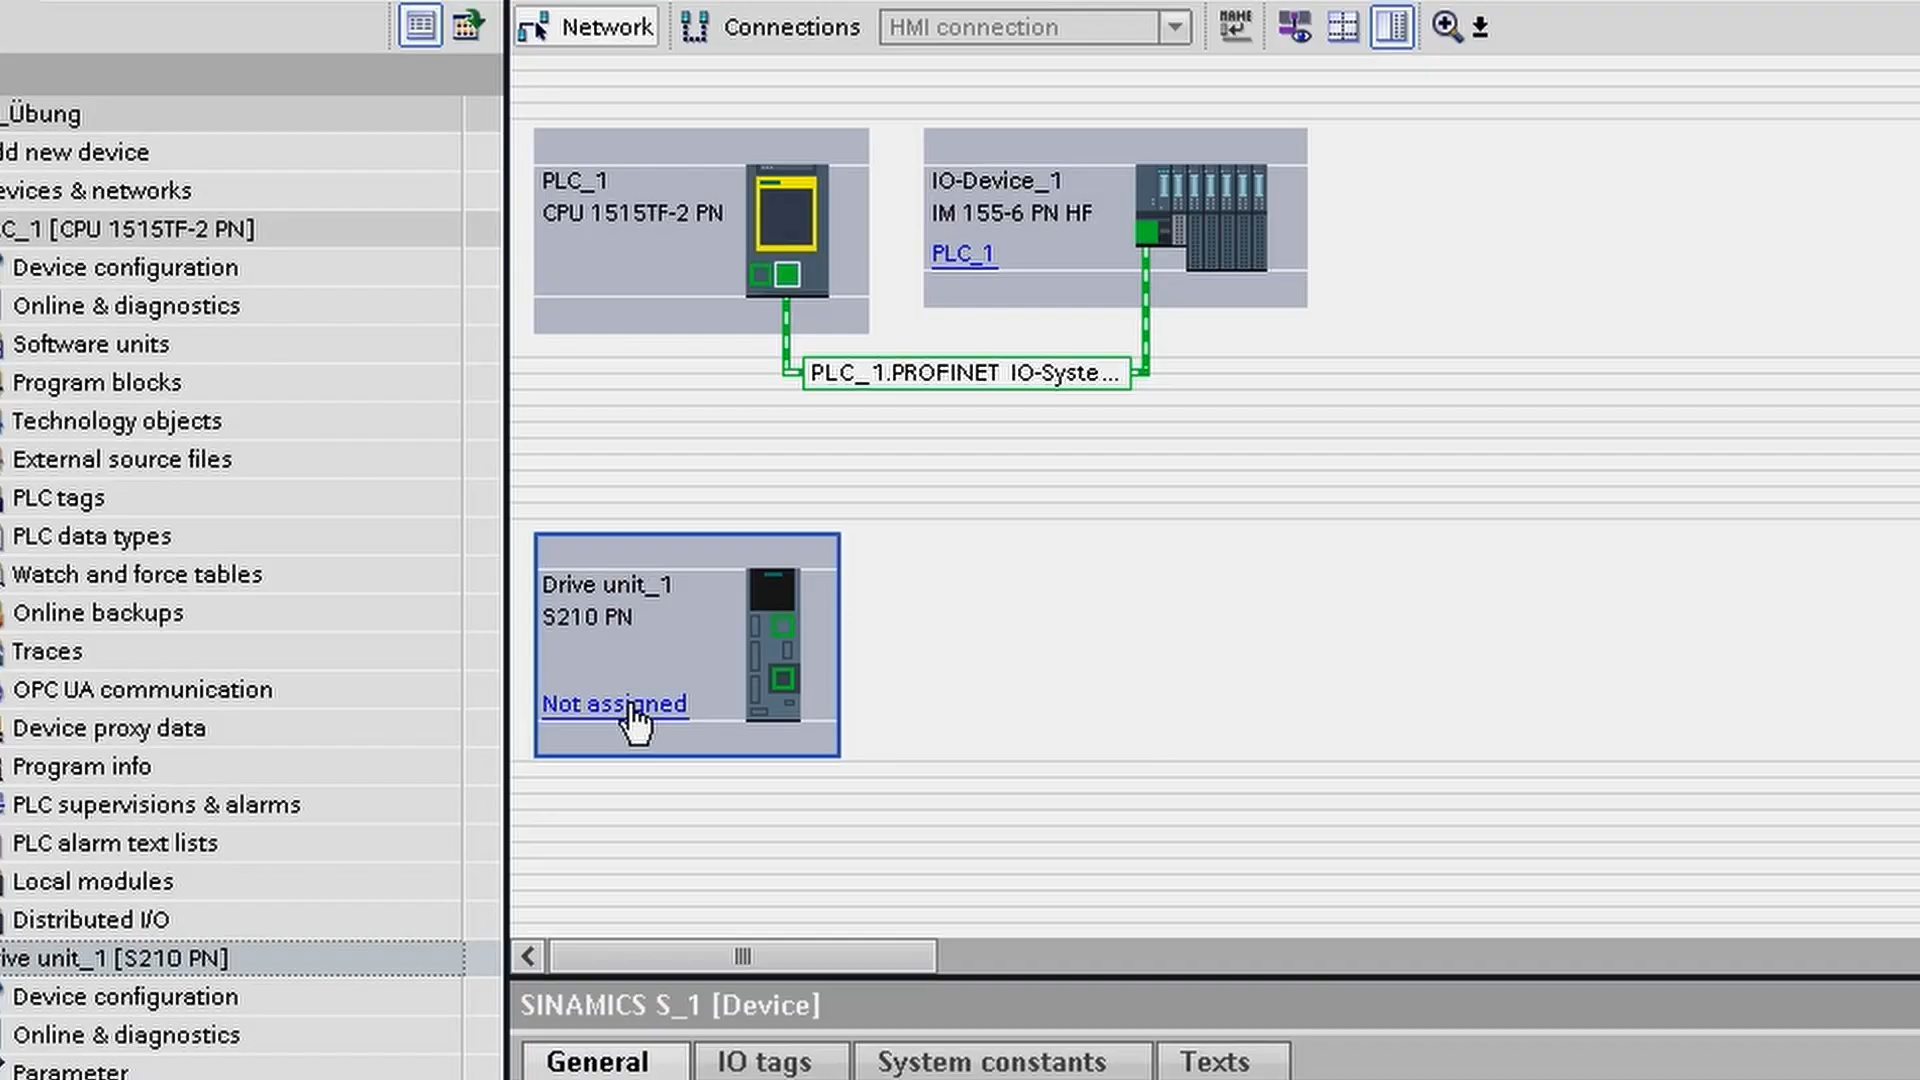 Network
Connections
HMI connection
NAME
_Übung
dd new device
evices & networks
C_1 [CPU 1515TF-2 PN]
Device configuration
Online & diagnostics
Software units
Program blocks
Technology objects
External source files
PLC tags
PLC data types
Watch and force tables
Online backups
Traces
OPC UA communication
Device proxy data
Program info
PLC supervisions & alarms
PLC alarm text lists
Local modules
Distributed I/O
ive unit_1 [S210 PN]
Device configuration
Online & diagnostics
Parameter
PLC_1
CPU 1515TF-2 PN
IO-Device_1
IM 155-6 PN HF
PLC_1
PLC_1.PROFINET IO-Syste...
Drive unit_1
S210 PN
Not assigned
SINAMICS S_1 [Device]
General
IO tags
System constants
Texts